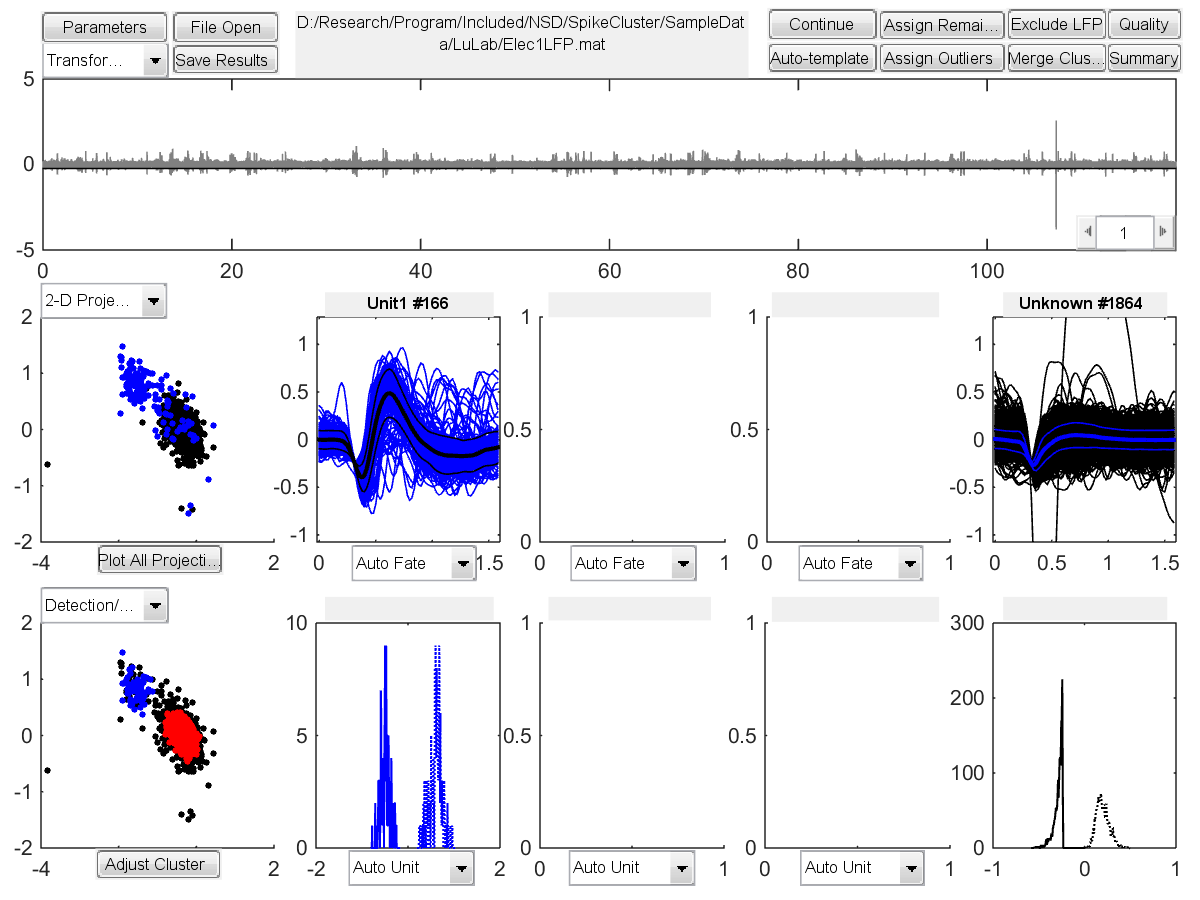 Parameters
File Open
D:/Research/Program/Included/NSD/SpikeCluster/SampleDat
a/LuLab/Elec1LFP.mat
Continue
Assign Remai...
Exclude LFP
Quality
Transfor...
Save Results
Auto-template
Assign Outliers
Merge Clus...
Summary
5
0
-5
1
0 20 40 60 80 100
2-D Proje...
Unit1 #166
Unknown #1864
2
1
0
-1
-2
-4 2
Plot All Projecti...
1
0.5
0
-0.5
-1
0 1.5
Auto Fate
1
0.5
0
0 1
Auto Fate
1
0.5
0
0 1
Auto Fate
1
0.5
0
-0.5
-1
0 0.5 1 1.5
Detection/...
2
1
0
-1
-2
-4 2
Adjust Cluster
10
5
0
-2 2
Auto Unit
1
0.5
0
0 1
Auto Unit
1
0.5
0
0 1
Auto Unit
300
200
100
0
-1 0 1